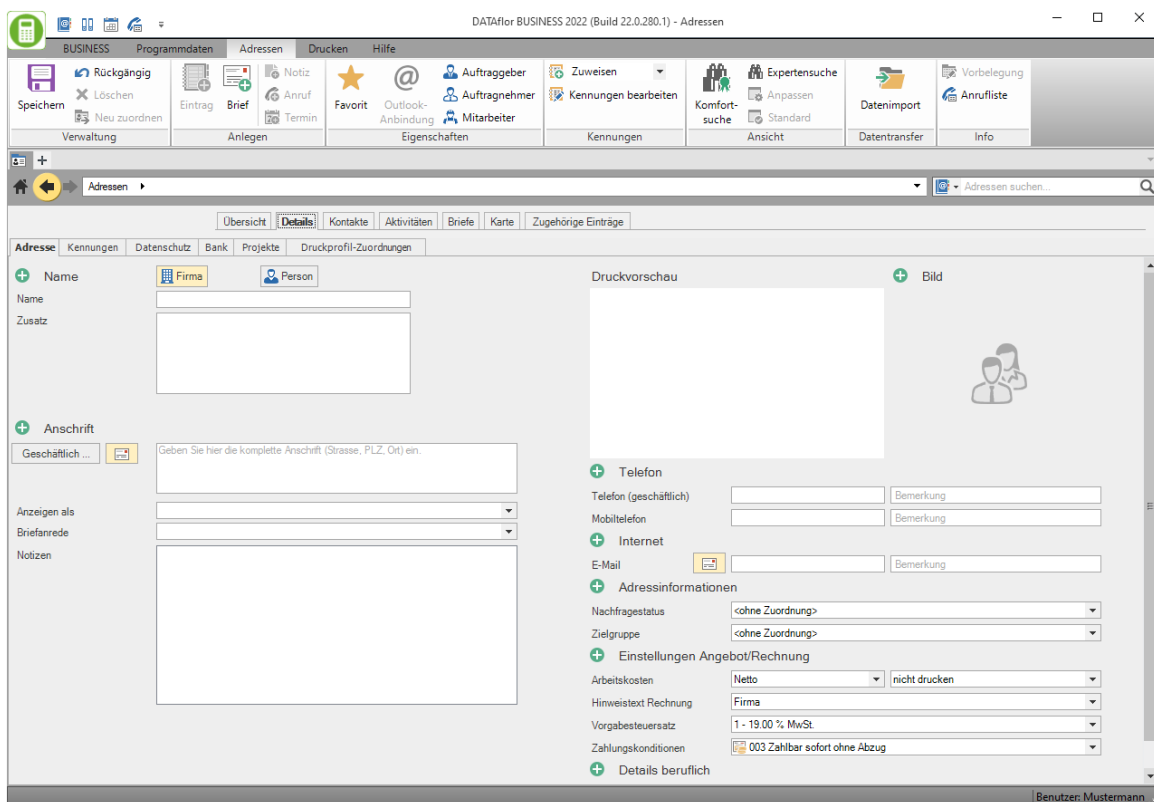 DATAflor BUSINESS 2022 (Build 22.0.280.1) - Adressen
BUSINESS Programmdaten Adressen Drucken Hilfe
Speichern
Rückgängig
Löschen
Neu zuordnen
Verwaltung
Eintrag
Brief
Notiz
Anruf
Termin
Anlegen
Favorit
Outlook-
Anbindung
Auftraggeber
Auftragnehmer
Mitarbeiter
Eigenschaften
Zuweisen
Kennungen bearbeiten
Kennungen
Komfort-
suche
Expertensuche
Anpassen
Standard
Ansicht
Datenimport
Datentransfer
Vorbelegung
Anrufliste
Info
Adressen
Adressen suchen...
Übersicht Details Kontakte Aktivitäten Briefe Karte Zugehörige Einträge
Adresse Kennungen Datenschutz Bank Projekte Druckprofil-Zuordnungen
Name Firma Person
Name
Zusatz
Anschrift
Geschäftlich ...
Geben Sie hier die komplette Anschrift (Strasse, PLZ, Ort) ein.
Anzeigen als
Briefanrede
Notizen
Druckvorschau
Bild
Telefon
Telefon (geschäftlich) Bemerkung
Mobiltelefon Bemerkung
Internet
E-Mail Bemerkung
Adressinformationen
Nachfragestatus <ohne Zuordnung>
Zielgruppe <ohne Zuordnung>
Einstellungen Angebot/Rechnung
Arbeitskosten Netto nicht drucken
Hinweistext Rechnung Firma
Vorgabesteuersatz 1 - 19.00 % MwSt.
Zahlungskonditionen 003 Zahlbar sofort ohne Abzug
Details beruflich
Benutzer: Mustermann